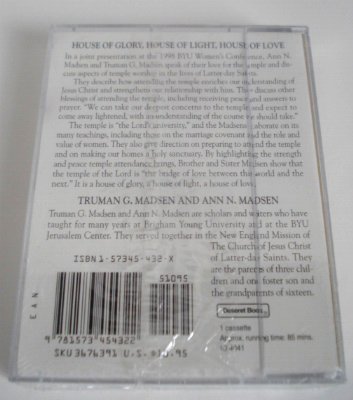 HOUSE OF GLORY, HOUSE OF LIGHT, HOUSE OF LOVE
In a joint presentation at the 1998 BYU Women's Conference, Ann N.
Madsen and Truman G. Madsen speak of their love for the temple and dis-
cuss aspects of temple worship in the lives of Latter-day Saints.
They describe how attending the temple enriches our understanding of
Jesus Christ and strengthens our relationship with him. They discuss other
blessings of attending the temple, including receiving peace and answers to
prayer. "We can take our deeper concerns to the temple and expect to
come away lightened, with an understanding of the course we should take."
The temple is "the Lord's university," and the Madsens elaborate on its
many teachings, including those on the marriage covenant and the role and
value of women. They also give direction on preparing to attend the temple
and on making our homes a holy sanctuary. By highlighting the strength
and peace temple attendance brings, Brother and Sister Madsen show that
the temple of the Lord is "the bridge of love between this world and the
next." It is a house of glory, a house of light, a house of love.
TRUMAN G. MADSEN AND ANN N. MADSEN
Truman G. Madsen and Ann N. Madsen are scholars and writers who have
taught for many years at Brigham Young University and at the BYU
Jerusalem Center. They served together in the New England Mission of
The Church of Jesus Christ
of Latter-day Saints. They
are the parents of three chil-
dren and one foster son and
the grandparents of sixteen.
ISBN 1-57345-432-X
51095
EAN
9 781573 454322
SKU 3676391 U.S. $10.95
Deseret Book
1 cassette
Approx. running time: 85 mins.